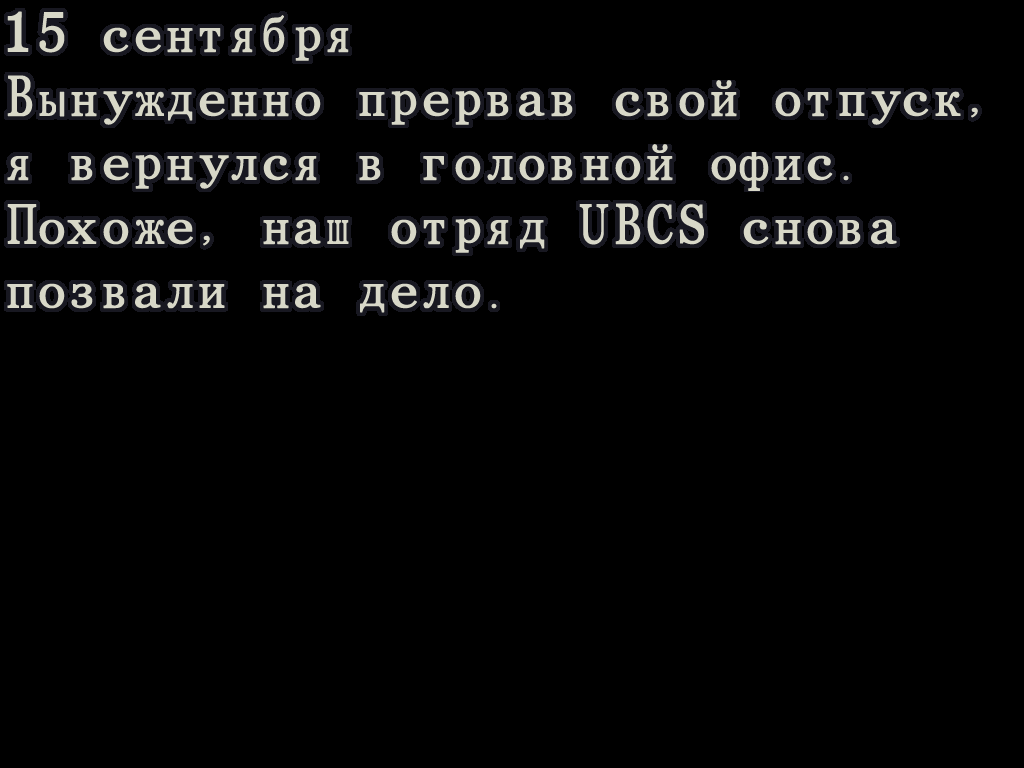 15 сентября
Вынужденно прервав свой отпуск,
я вернулся в головной офис.
Похоже, наш отряд UBCS снова
позвали на дело.